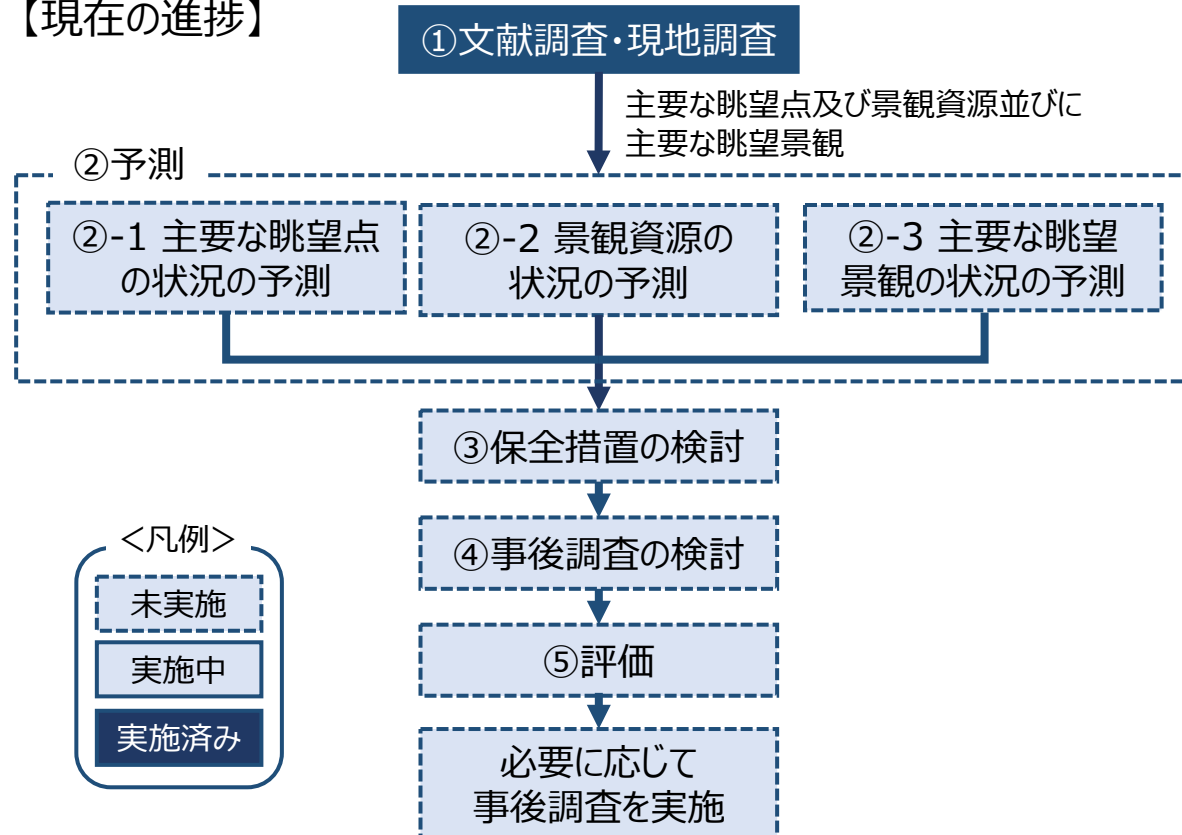 【現在の進捗】
①文献調査・現地調査
主要な眺望点及び景観資源並びに
主要な眺望景観
②予測
②-1 主要な眺望点
の状況の予測
②-2 景観資源の
状況の予測
②-3 主要な眺望
景観の状況の予測
③保全措置の検討
④事後調査の検討
⑤評価
必要に応じて
事後調査を実施
＜凡例＞
未実施
実施中
実施済み